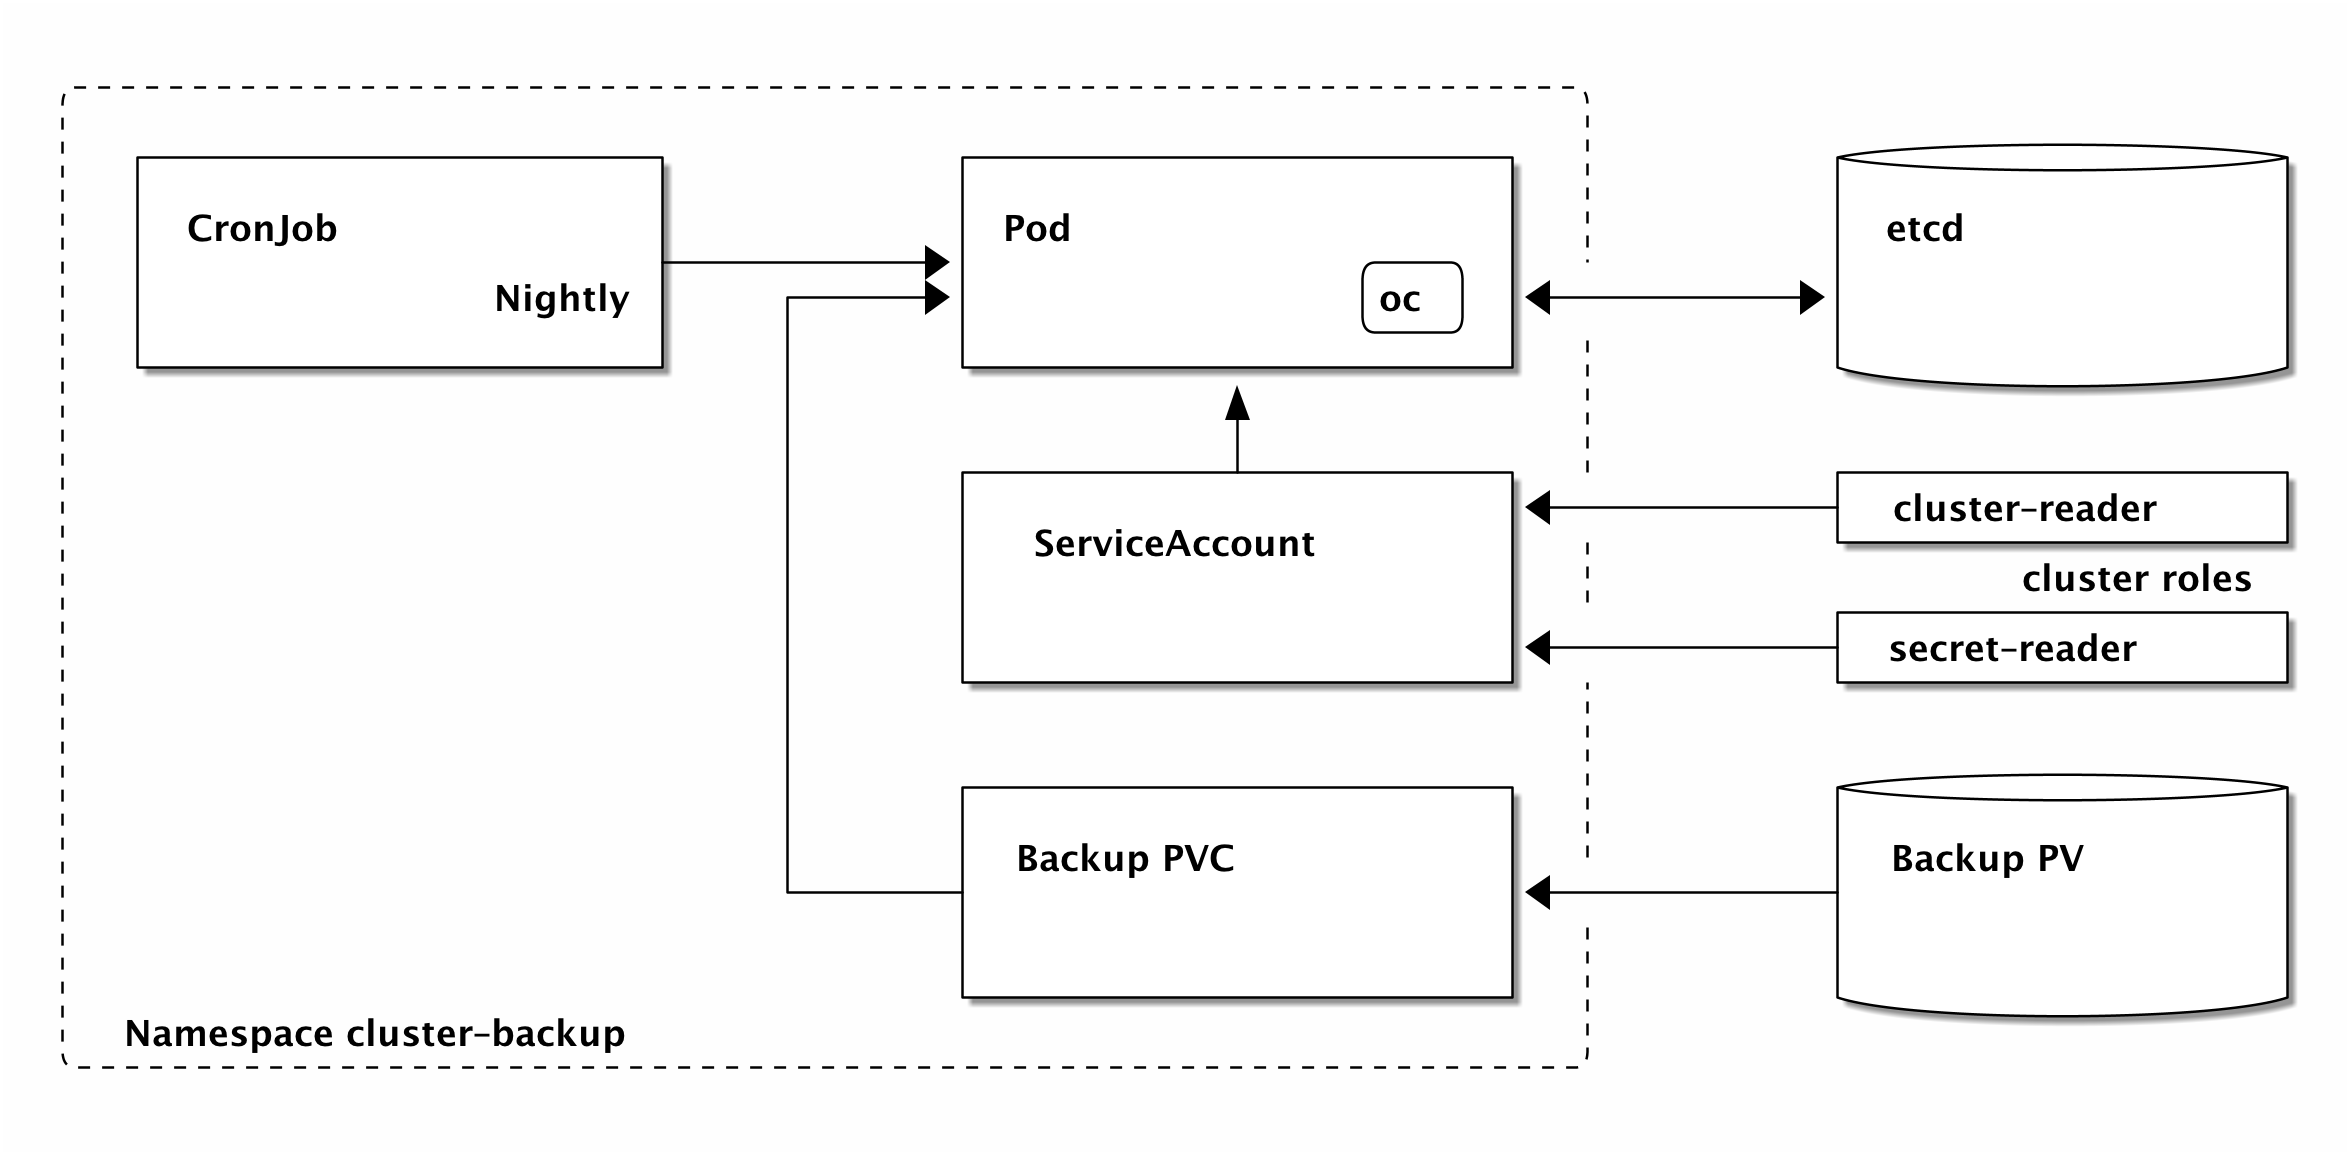 CronJob
Nightly
Pod
oc
etcd
ServiceAccount
cluster-reader
cluster roles
secret-reader
Backup PVC
Backup PV
Namespace cluster-backup